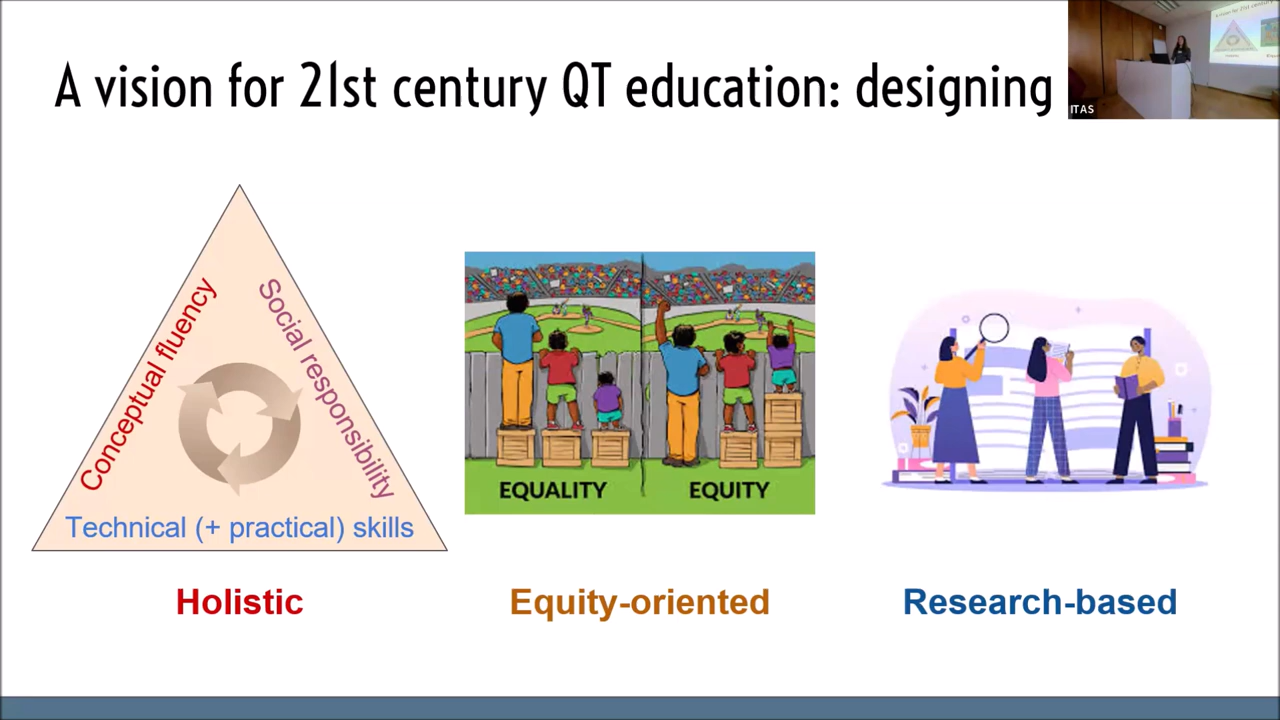 A vision for 21st century QT education: designing
ITAS
Conceptual fluency
Social responsibility
Technical (+ practical) skills
EQUALITY
EQUITY
Holistic
Equity-oriented
Research-based